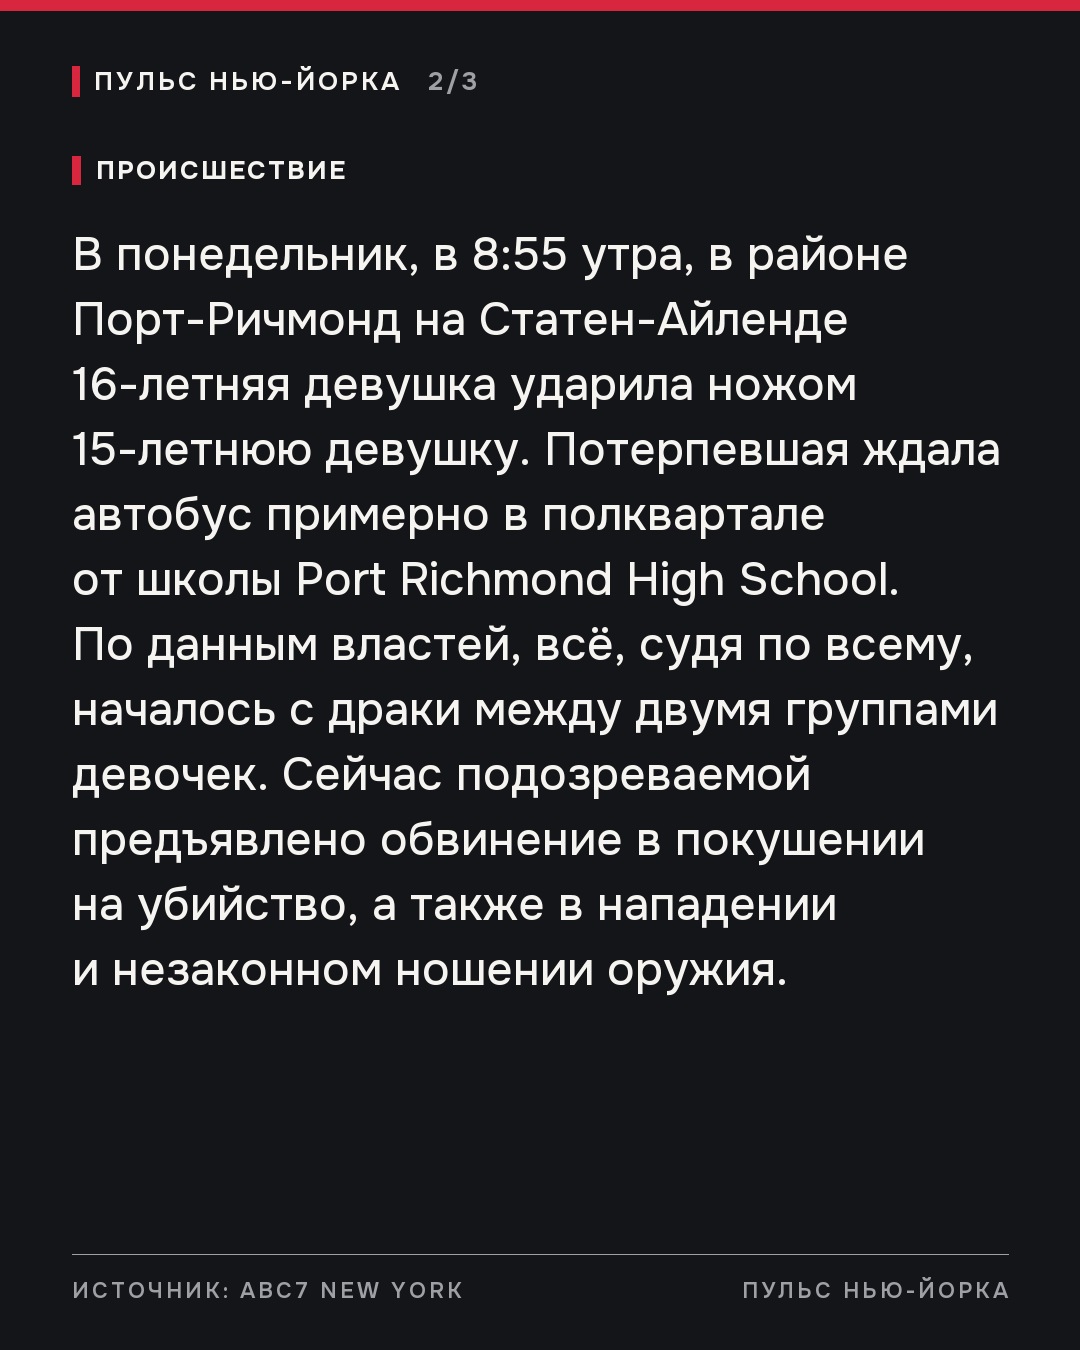 ПУЛЬС НЬЮ-ЙОРКА 2/3
ПРОИСШЕСТВИЕ
В понедельник, в 8:55 утра, в районе
Порт-Ричмонд на Статен-Айленде
16-летняя девушка ударила ножом
15-летнюю девушку. Потерпевшая ждала
автобус примерно в полквартале
от школы Port Richmond High School.
По данным властей, всё, судя по всему,
началось с драки между двумя группами
девочек. Сейчас подозреваемой
предъявлено обвинение в покушении
на убийство, а также в нападении
и незаконном ношении оружия.
ИСТОЧНИК: ABC7 NEW YORK
ПУЛЬС НЬЮ-ЙОРКА